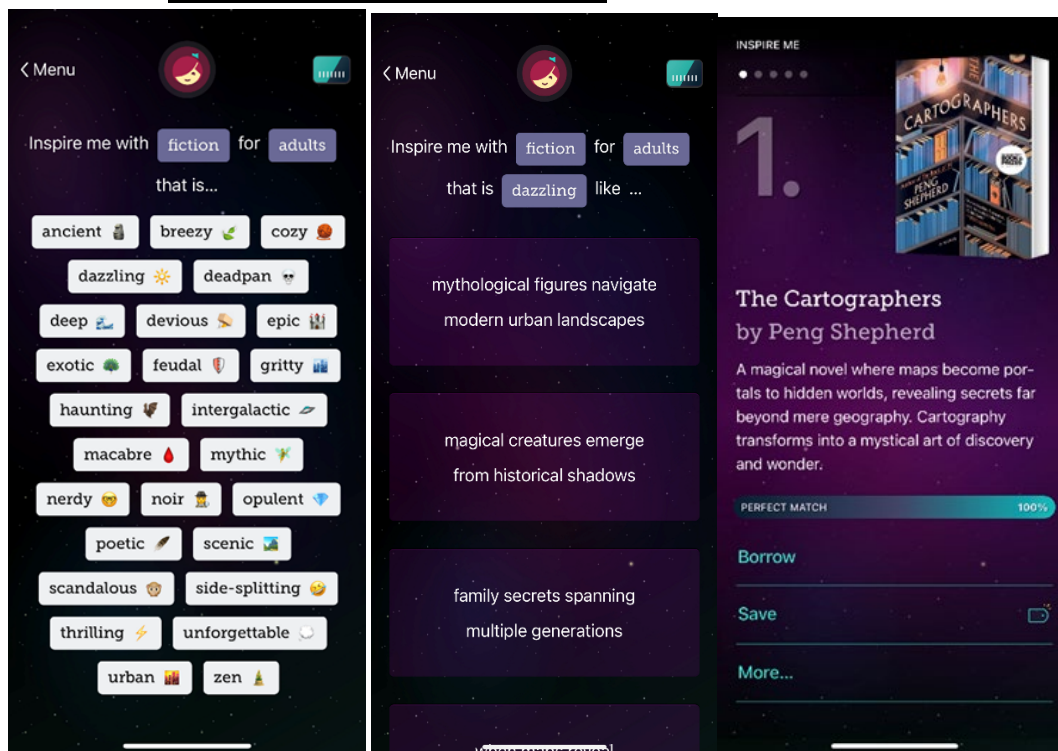 Menu
Inspire me with fiction for adults
that is...
ancient breezy cozy
dazzling deadpan
deep devious epic
exotic feudal gritty
haunting intergalactic
macabre mythic
nerdy noir opulent
poetic scenic
scandalous side-splitting
thrilling unforgettable
urban zen
Menu
Inspire me with fiction for adults
that is dazzling like ...
mythological figures navigate
modern urban landscapes
magical creatures emerge
from historical shadows
family secrets spanning
multiple generations
INSPIRE ME
1.
THE
CARTOGRAPHERS
PENG
SHEPHERD
The Cartographers
by Peng Shepherd
A magical novel where maps become por-
tals to hidden worlds, revealing secrets far
beyond mere geography. Cartography
transforms into a mystical art of discovery
and wonder.
PERFECT MATCH 100%
Borrow
Save
More...